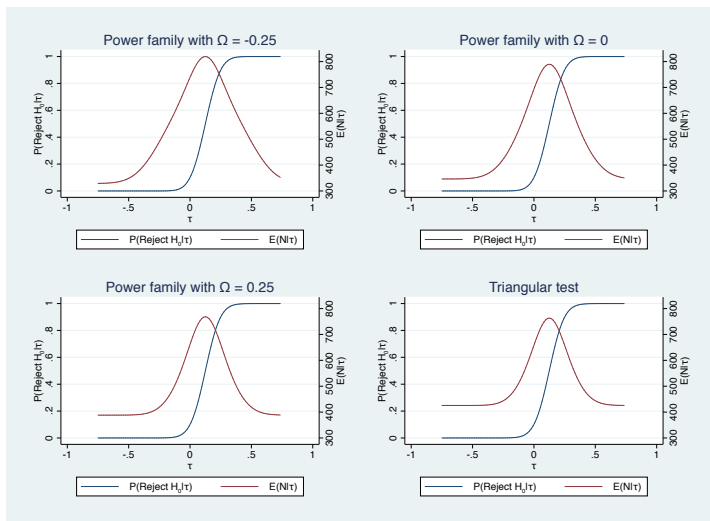 Power family with Ω = -0.25
P(Reject H₀|τ)
0 .2 .4 .6 .8 1
E(N|τ)
300 400 500 600 700 800
-1 -.5 0 .5 1
τ
P(Reject H₀|τ) E(N|τ)
Power family with Ω = 0
P(Reject H₀|τ)
0 .2 .4 .6 .8 1
E(N|τ)
300 400 500 600 700 800
-1 -.5 0 .5 1
τ
P(Reject H₀|τ) E(N|τ)
Power family with Ω = 0.25
P(Reject H₀|τ)
0 .2 .4 .6 .8 1
E(N|τ)
300 400 500 600 700 800
-1 -.5 0 .5 1
τ
P(Reject H₀|τ) E(N|τ)
Triangular test
P(Reject H₀|τ)
0 .2 .4 .6 .8 1
E(N|τ)
300 400 500 600 700 800
-1 -.5 0 .5 1
τ
P(Reject H₀|τ) E(N|τ)